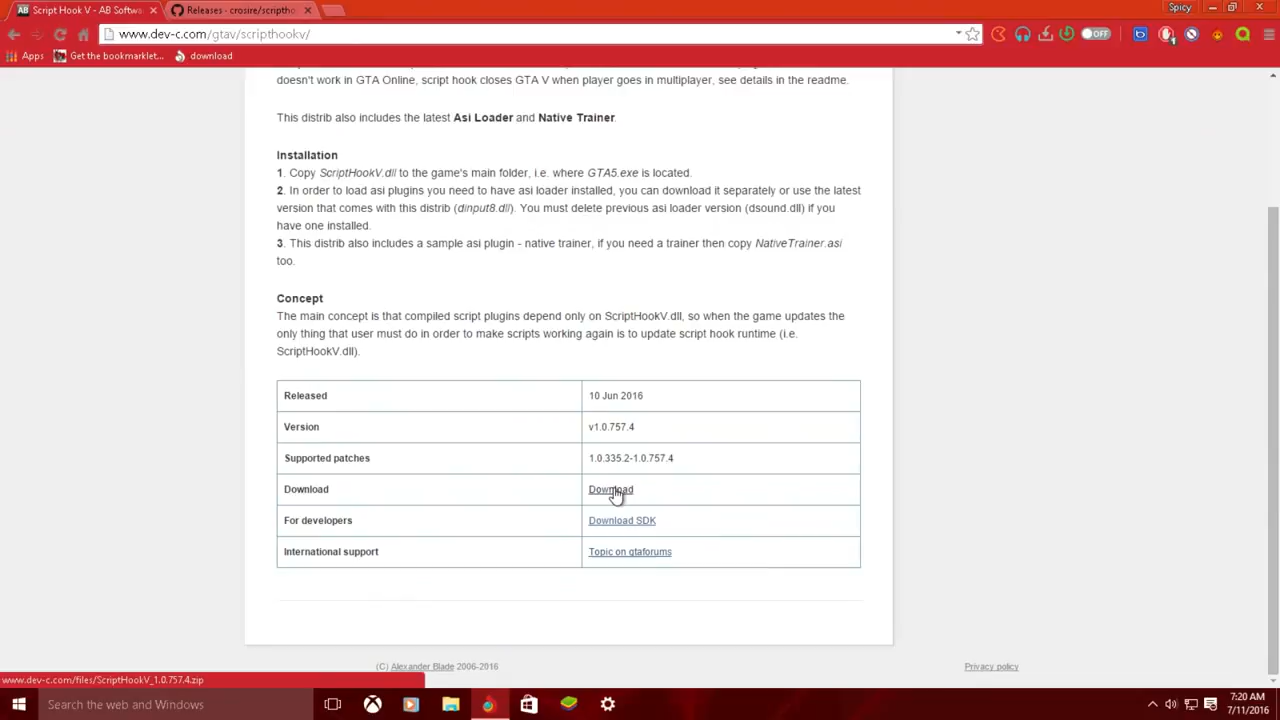 AB Script Hook V - AB Softwa
Releases · crosire/scripth
Spicy
www.dev-c.com/gtav/scripthookv/
OFF
1
Apps
Get the bookmarklet...
download
doesn't work in GTA Online, script hook closes GTA V when player goes in multiplayer, see details in the readme.
This distrib also includes the latest Asi Loader and Native Trainer.
Installation
1. Copy ScriptHookV.dll to the game's main folder, i.e. where GTA5.exe is located.
2. In order to load asi plugins you need to have asi loader installed, you can download it separately or use the latest
version that comes with this distrib (dinput8.dll). You must delete previous asi loader version (dsound.dll) if you
have one installed.
3. This distrib also includes a sample asi plugin - native trainer, if you need a trainer then copy NativeTrainer.asi
too.
Concept
The main concept is that compiled script plugins depend only on ScriptHookV.dll, so when the game updates the
only thing that user must do in order to make scripts working again is to update script hook runtime (i.e.
ScriptHookV.dll).
Released 10 Jun 2016
Version v1.0.757.4
Supported patches 1.0.335.2-1.0.757.4
Download Download
For developers Download SDK
International support Topic on gtaforums
(C) Alexander Blade 2006-2016
Privacy policy
www.dev-c.com/files/ScriptHookV_1.0.757.4.zip
Search the web and Windows
7:20 AM
7/11/2016